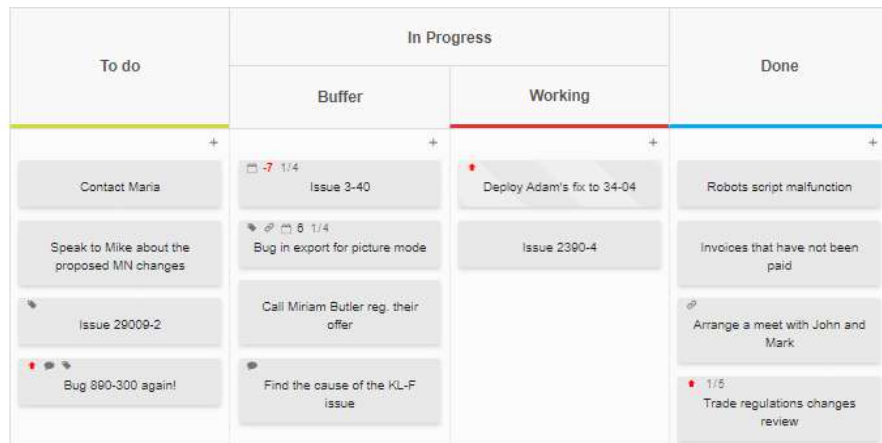 To do
In Progress
Buffer
Working
Done
+
+
+
+
Contact Maria
Speak to Mike about the
proposed MN changes
Issue 29009-2
Bug 890-300 again!
-7 1/4
Issue 3-40
6 1/4
Bug in export for picture mode
Call Miriam Butler reg. their
offer
Find the cause of the KL-F
issue
Deploy Adam's fix to 34-04
Issue 2390-4
Robots script malfunction
Invoices that have not been
paid
Arrange a meet with John and
Mark
1/5
Trade regulations changes
review